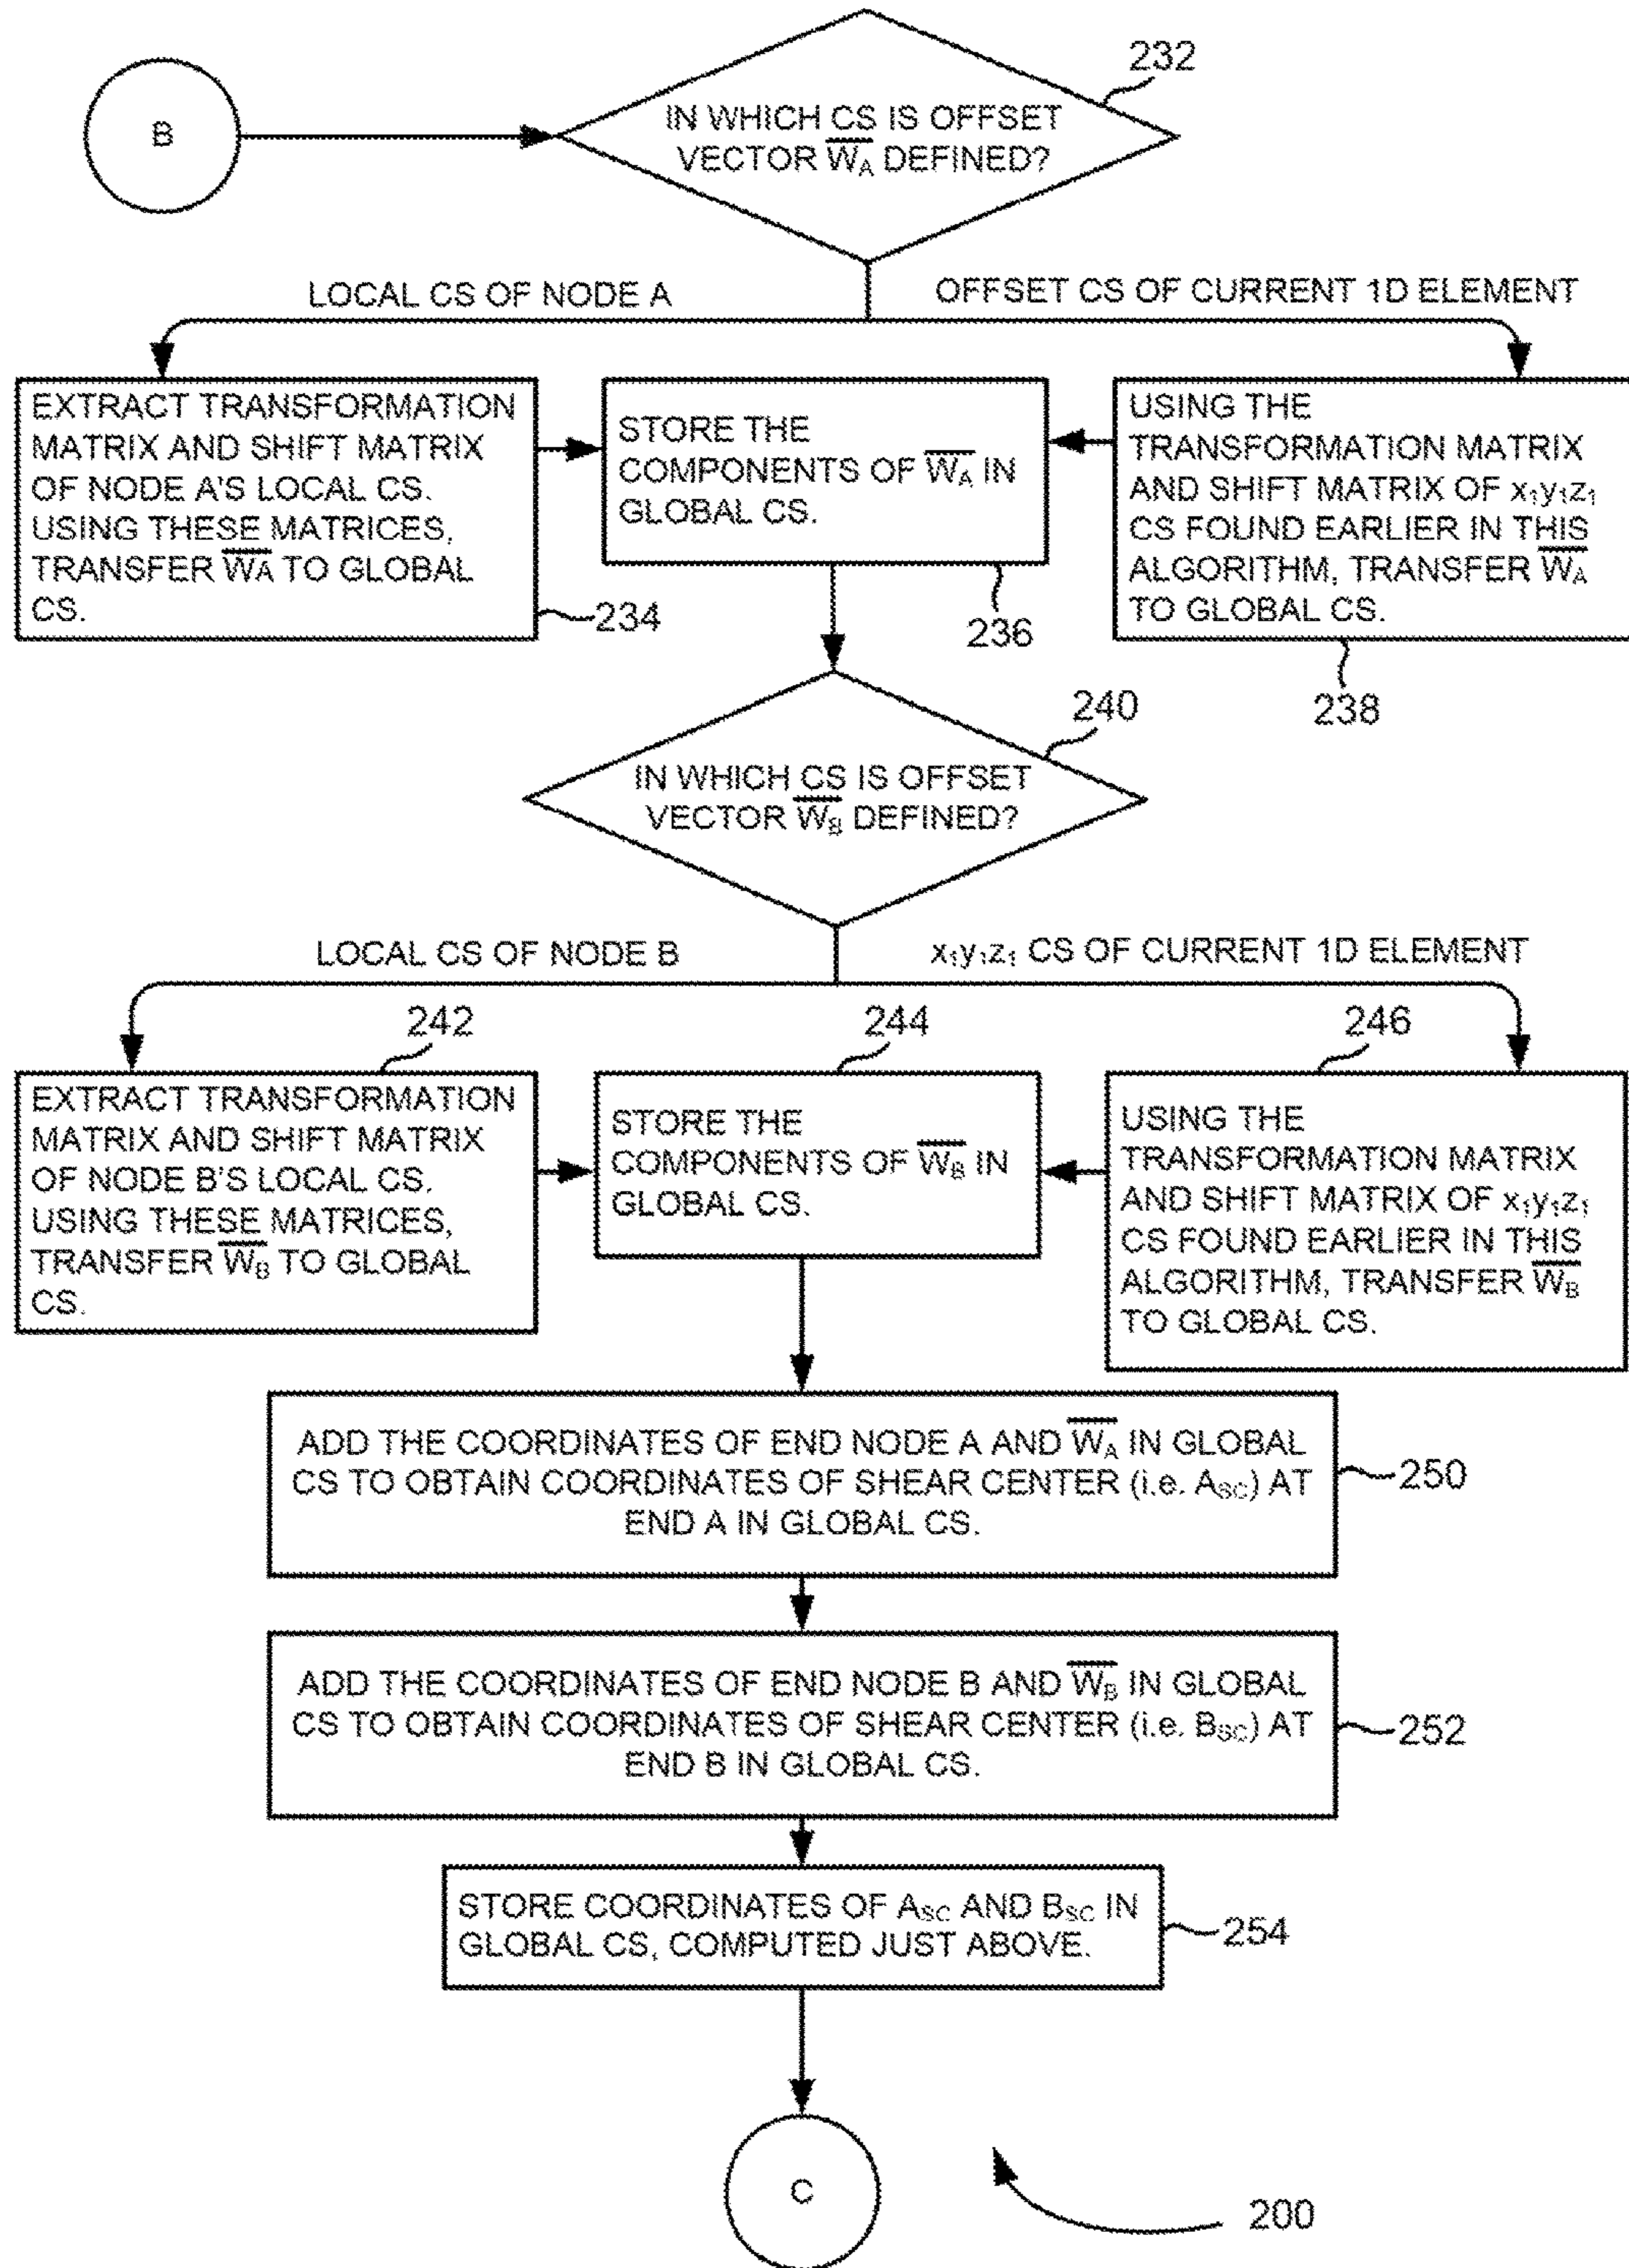 B
232
IN WHICH CS IS OFFSET
VECTOR W̅A̅ DEFINED?
LOCAL CS OF NODE A
OFFSET CS OF CURRENT 1D ELEMENT
EXTRACT TRANSFORMATION
MATRIX AND SHIFT MATRIX
OF NODE A'S LOCAL CS.
USING THESE MATRICES,
TRANSFER W̅A̅ TO GLOBAL
CS.
234
STORE THE
COMPONENTS OF W̅A̅ IN
GLOBAL CS.
236
USING THE
TRANSFORMATION MATRIX
AND SHIFT MATRIX OF x₁y₁z₁
CS FOUND EARLIER IN THIS
ALGORITHM, TRANSFER W̅A̅
TO GLOBAL CS.
238
240
IN WHICH CS IS OFFSET
VECTOR W̅B̅ DEFINED?
LOCAL CS OF NODE B
x₁y₁z₁ CS OF CURRENT 1D ELEMENT
242
EXTRACT TRANSFORMATION
MATRIX AND SHIFT MATRIX
OF NODE B'S LOCAL CS.
USING THESE MATRICES,
TRANSFER W̅B̅ TO GLOBAL
CS.
244
STORE THE
COMPONENTS OF W̅B̅ IN
GLOBAL CS.
246
USING THE
TRANSFORMATION MATRIX
AND SHIFT MATRIX OF x₁y₁z₁
CS FOUND EARLIER IN THIS
ALGORITHM, TRANSFER W̅B̅
TO GLOBAL CS.
ADD THE COORDINATES OF END NODE A AND W̅A̅ IN GLOBAL
CS TO OBTAIN COORDINATES OF SHEAR CENTER (i.e. ASC) AT
END A IN GLOBAL CS.
250
ADD THE COORDINATES OF END NODE B AND W̅B̅ IN GLOBAL
CS TO OBTAIN COORDINATES OF SHEAR CENTER (i.e. BSC) AT
END B IN GLOBAL CS.
252
STORE COORDINATES OF ASC AND BSC IN
GLOBAL CS, COMPUTED JUST ABOVE.
254
C
200